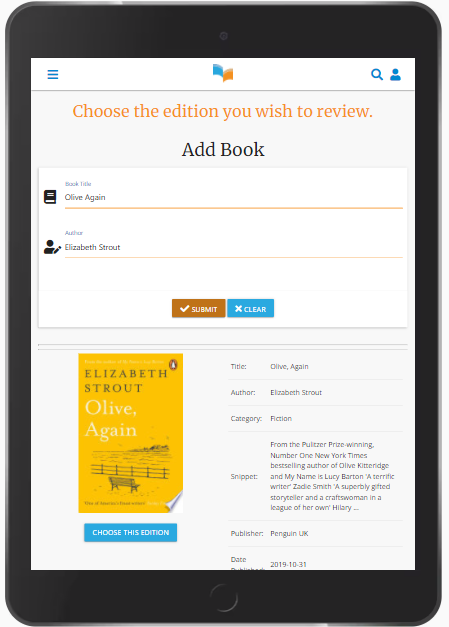 Choose the edition you wish to review.
Add Book
Book Title
Olive Again
Author
Elizabeth Strout
SUBMIT
CLEAR
ELIZABETH
STROUT
Olive,
Again
CHOOSE THIS EDITION
Title: Olive, Again
Author: Elizabeth Strout
Category: Fiction
Snippet:
From the Pulitzer Prize-winning,
Number One New York Times
bestselling author of Olive Kitteridge
and My Name is Lucy Barton 'A terrific
writer' Zadie Smith 'A superbly gifted
storyteller and a craftswoman in a
league of her own' Hilary ...
Publisher: Penguin UK
Date
Published: 2019-10-31